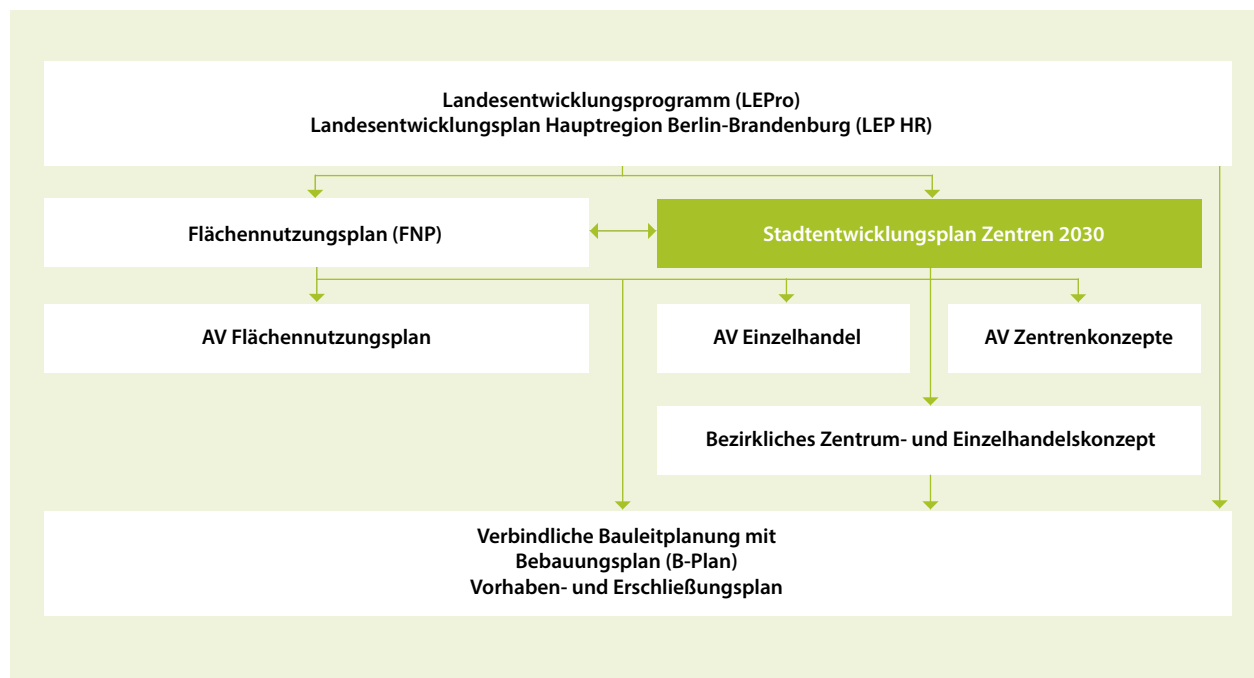 Landesentwicklungsprogramm (LEPro)
Landesentwicklungsplan Hauptregion Berlin-Brandenburg (LEP HR)
Flächennutzungsplan (FNP)
Stadtentwicklungsplan Zentren 2030
AV Flächennutzungsplan
AV Einzelhandel
AV Zentrenkonzepte
Bezirkliches Zentrum- und Einzelhandelskonzept
Verbindliche Bauleitplanung mit
Bebauungsplan (B-Plan)
Vorhaben- und Erschließungsplan